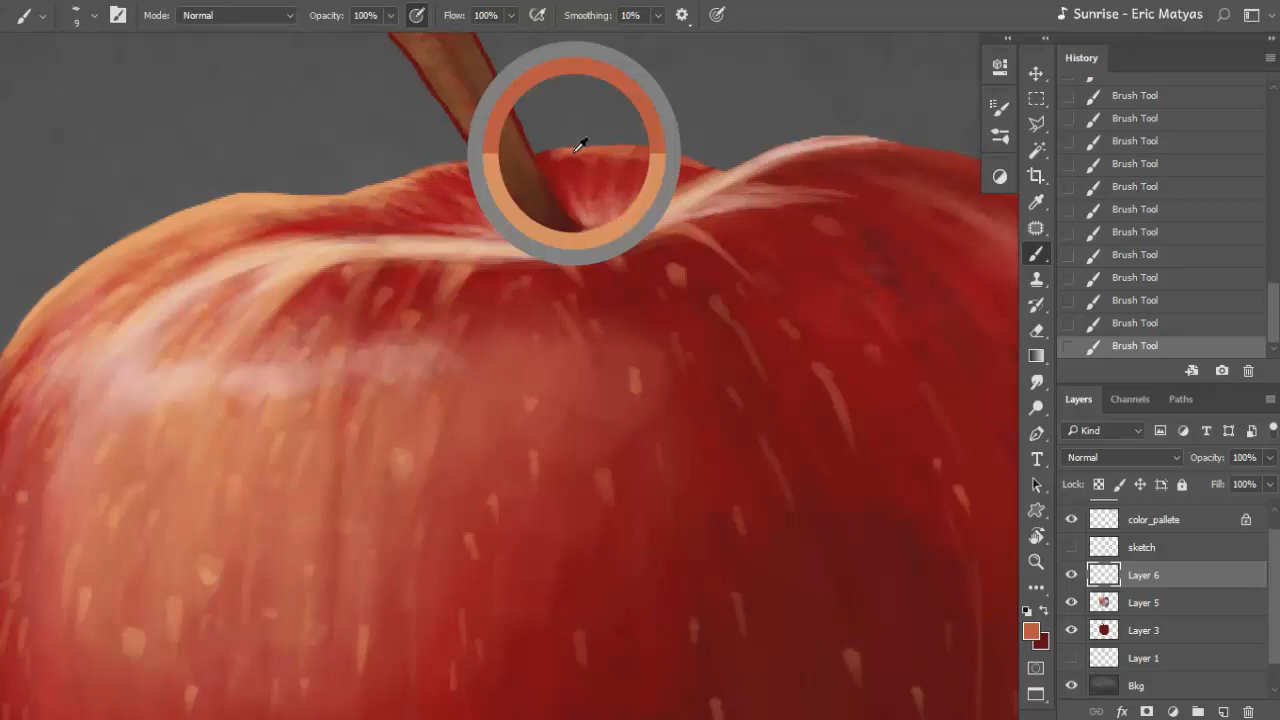 Mode: Normal Opacity: 100% Flow: 100% Smoothing: 10% Sunrise - Eric Matyas
9
History
Brush Tool
Brush Tool
Brush Tool
Brush Tool
Brush Tool
Brush Tool
Brush Tool
Brush Tool
Brush Tool
Brush Tool
Brush Tool
Brush Tool
Layers Channels Paths
Kind
Normal Opacity: 100%
Lock: Fill: 100%
color_pallete
sketch
Layer 6
Layer 5
Layer 3
Layer 1
Bkg